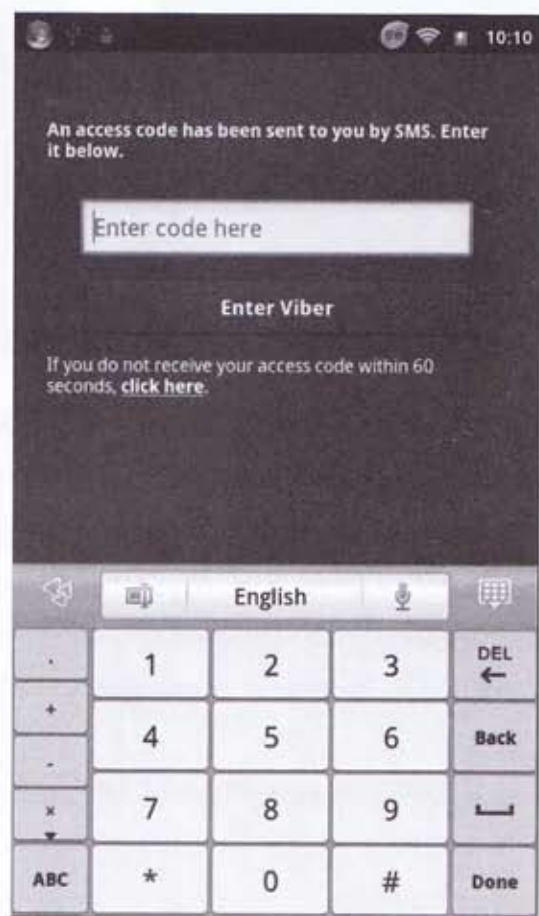 10:10
An access code has been sent to you by SMS. Enter
it below.
Enter code here
Enter Viber
If you do not receive your access code within 60
seconds, click here.
English
. 1 2 3 DEL
+ 4 5 6 Back
-
× 7 8 9
ABC * 0 # Done